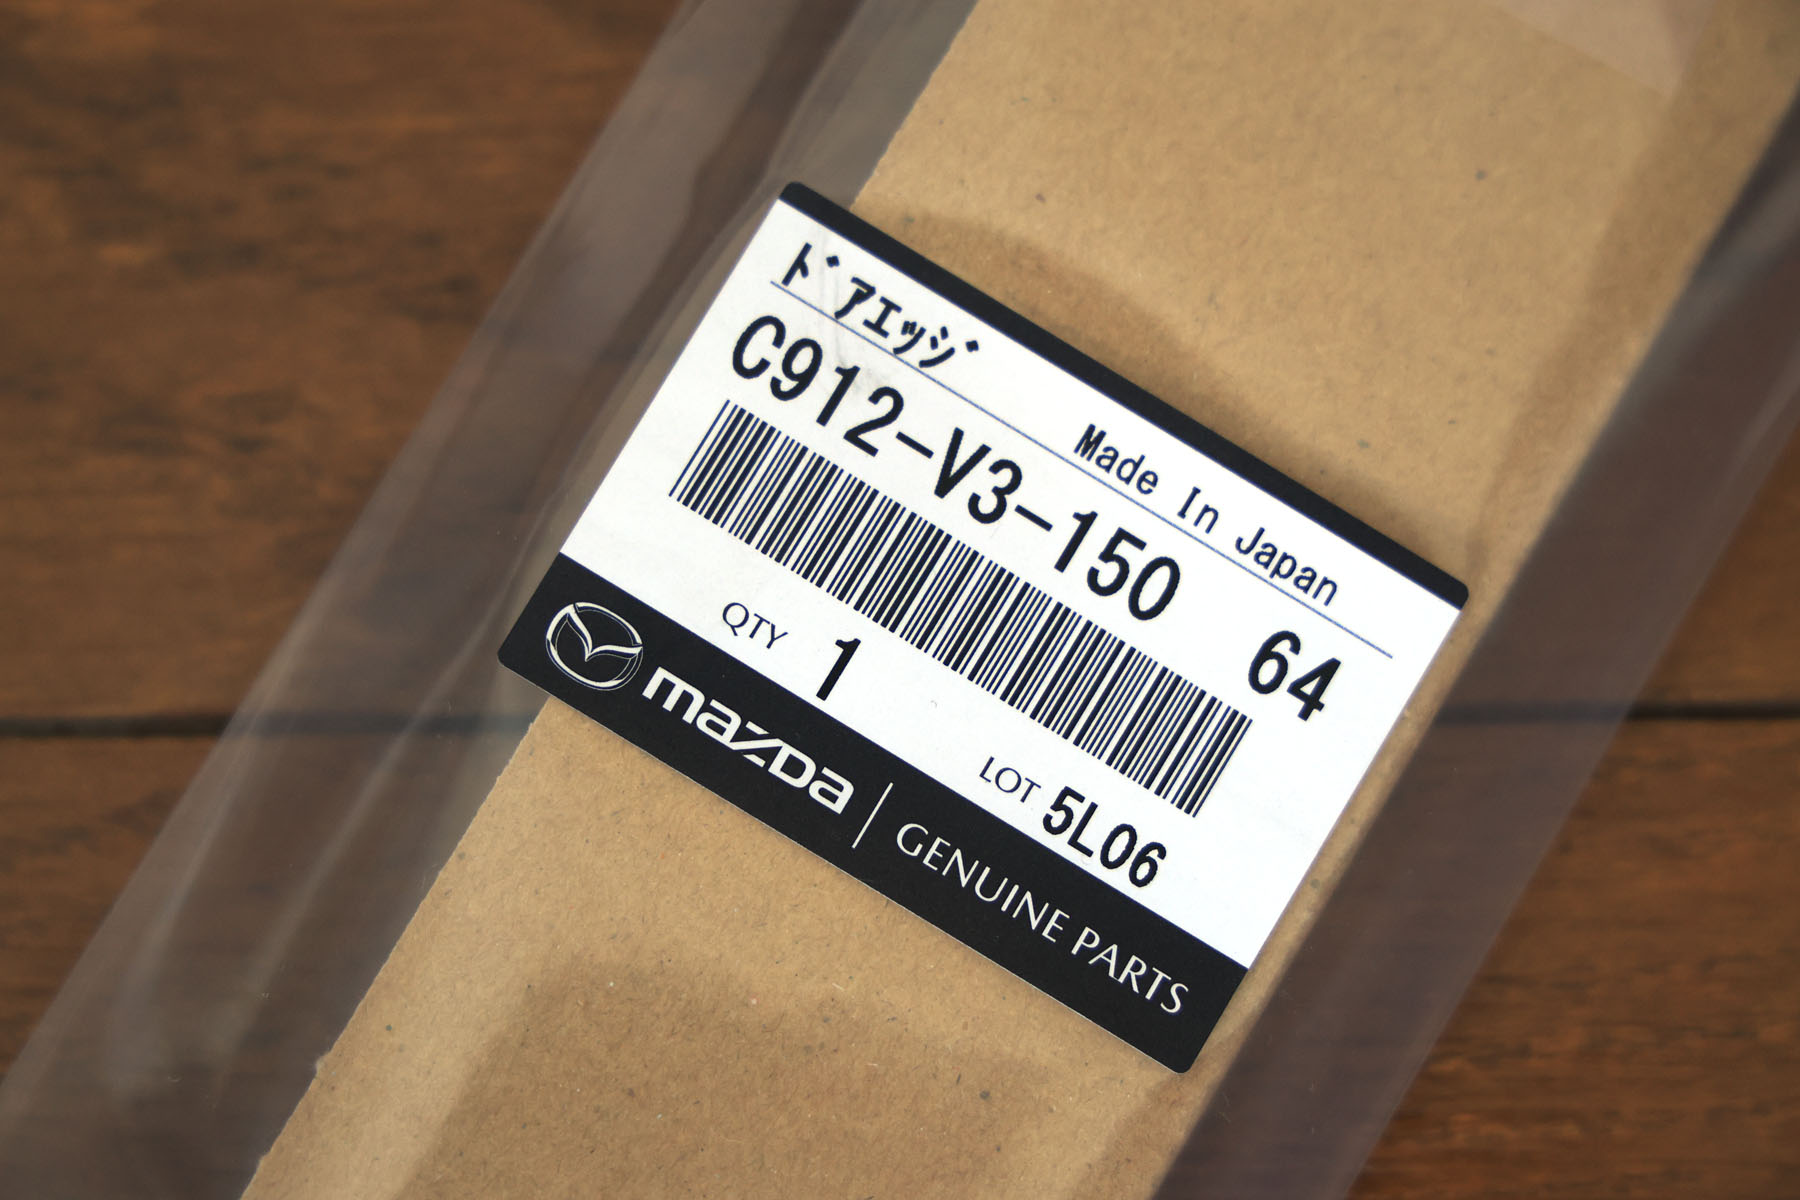 ﾄﾞｱｴｯｼﾞ
Made In Japan
C912-V3-150 64
QTY 1
LOT 5L06
mazda GENUINE PARTS